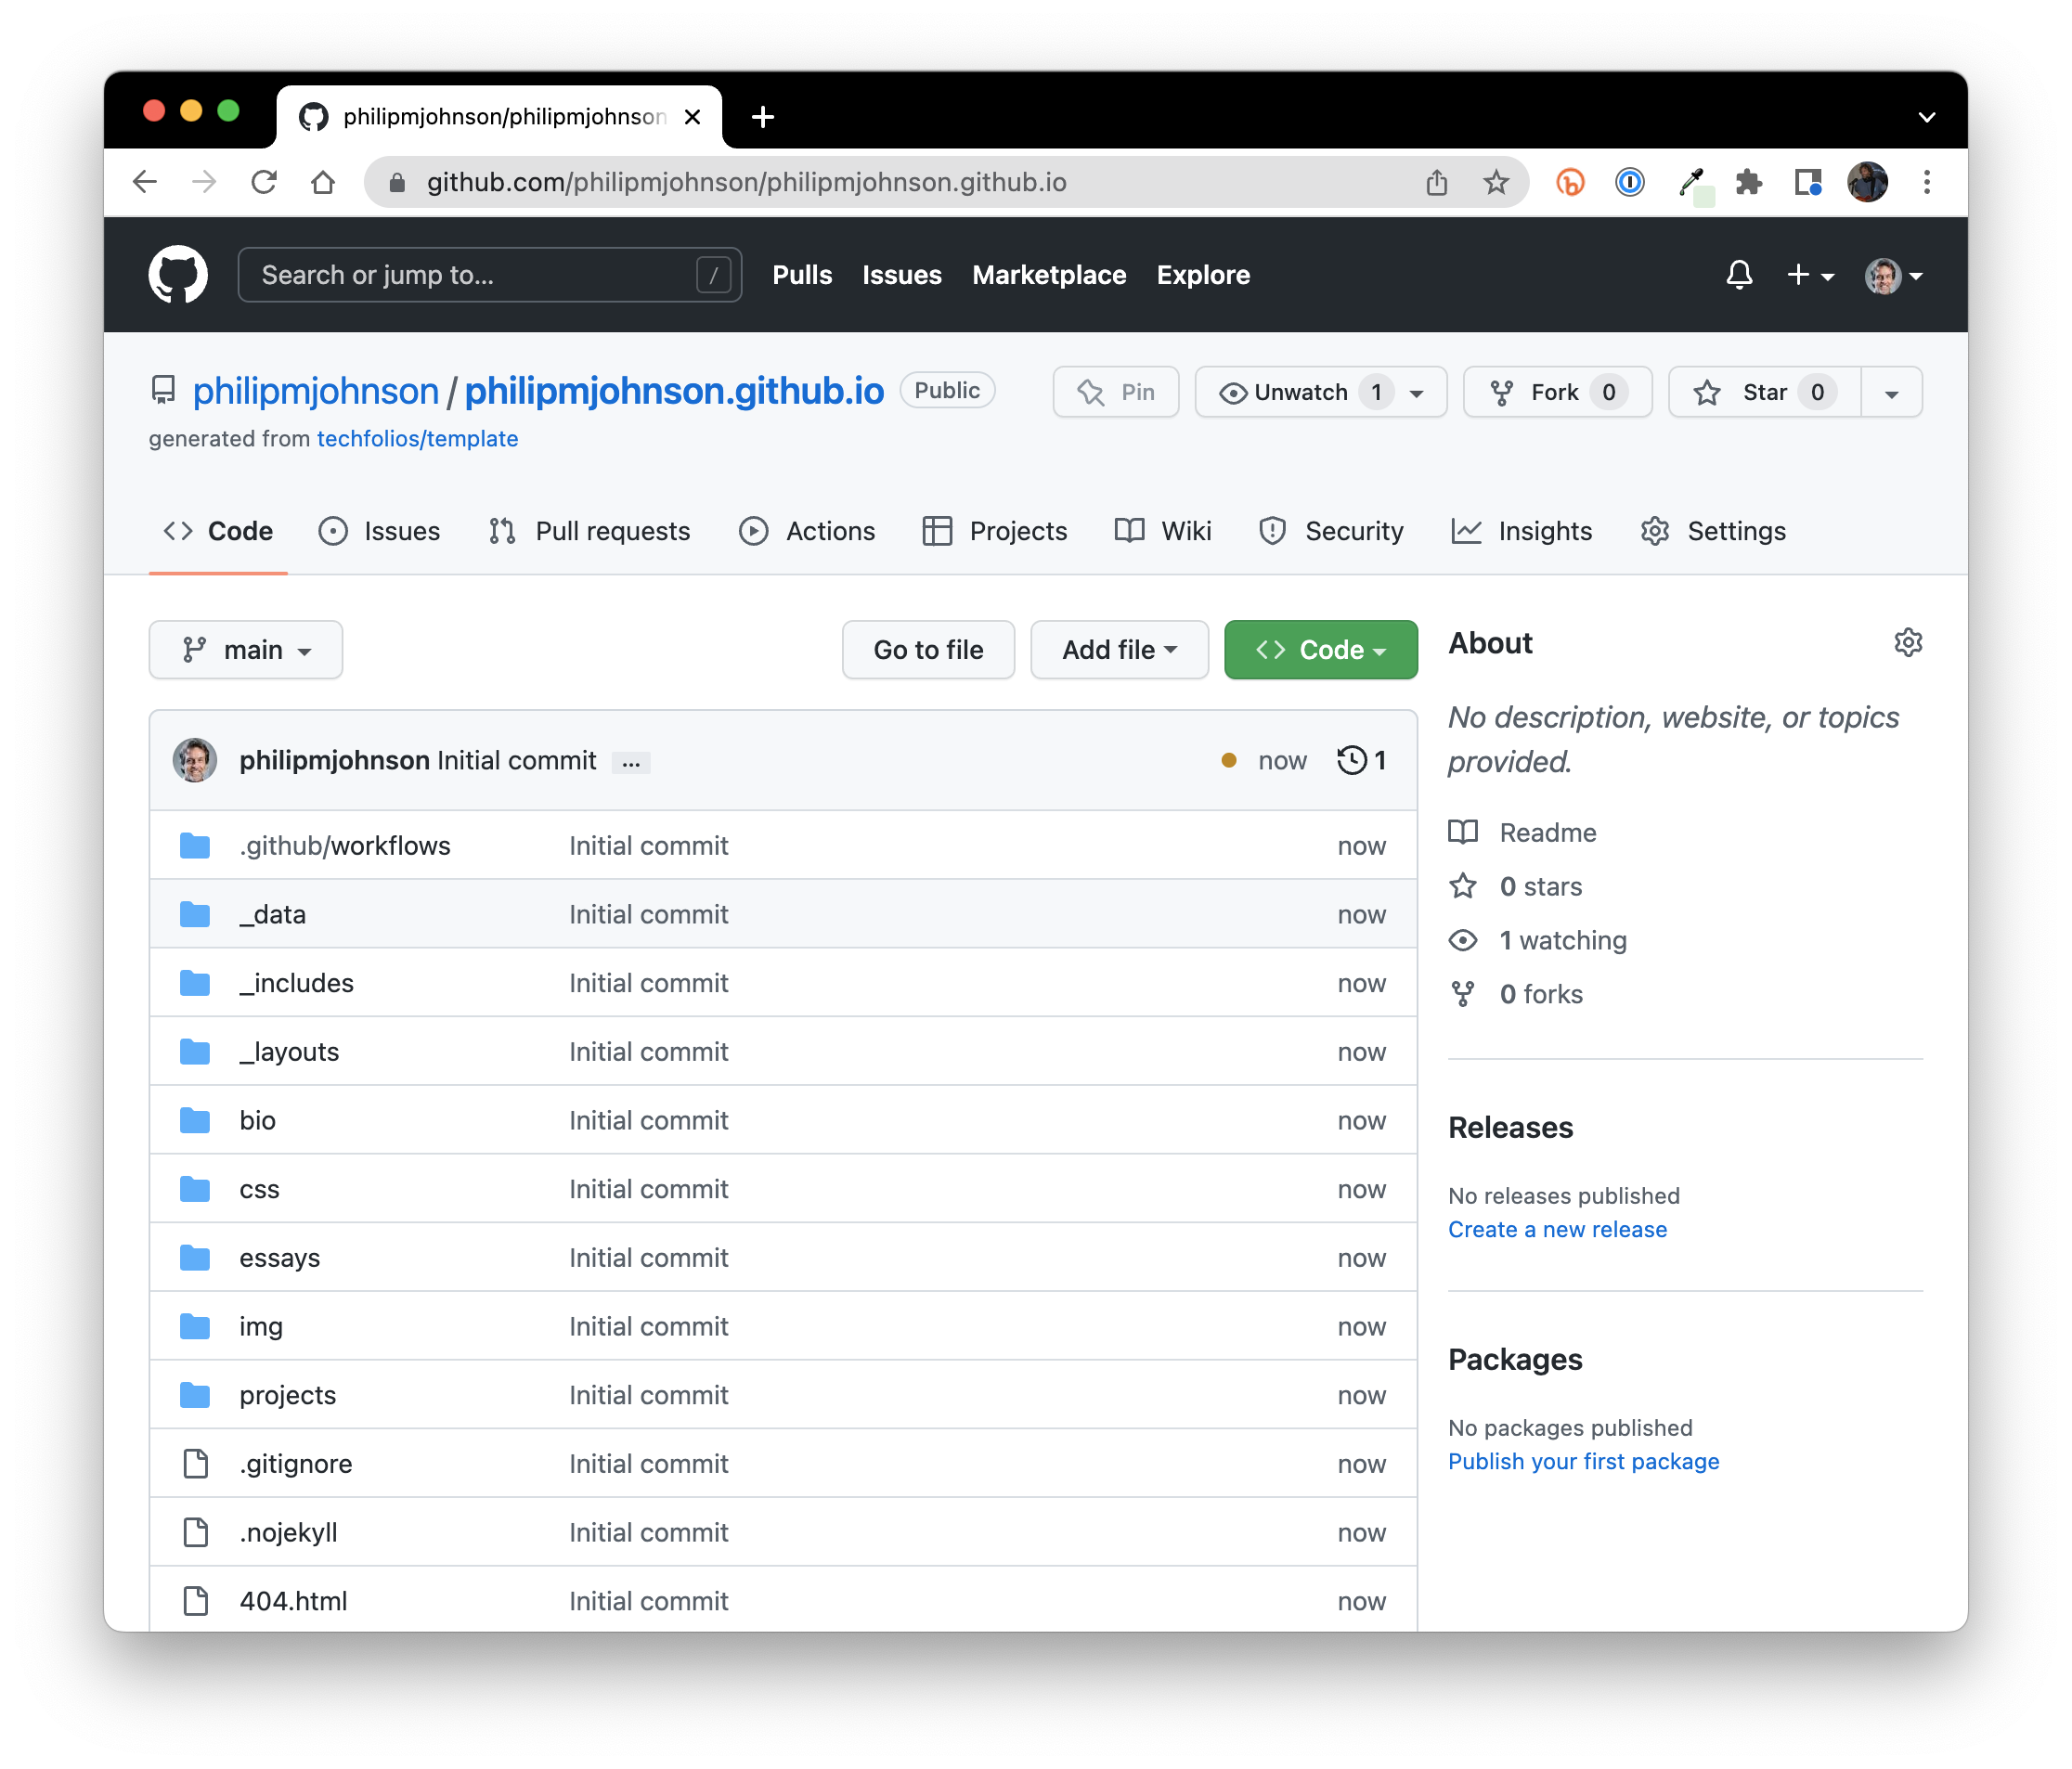 philipmjohnson/philipmjohnson
github.com/philipmjohnson/philipmjohnson.github.io
Search or jump to... / Pulls Issues Marketplace Explore
philipmjohnson / philipmjohnson.github.io Public Pin Unwatch 1 Fork 0 Star 0
generated from techfolios/template
Code Issues Pull requests Actions Projects Wiki Security Insights Settings
main Go to file Add file Code
philipmjohnson Initial commit ... now 1
.github/workflows Initial commit now
_data Initial commit now
_includes Initial commit now
_layouts Initial commit now
bio Initial commit now
css Initial commit now
essays Initial commit now
img Initial commit now
projects Initial commit now
.gitignore Initial commit now
.nojekyll Initial commit now
404.html Initial commit now
About
No description, website, or topics
provided.
Readme
0 stars
1 watching
0 forks
Releases
No releases published
Create a new release
Packages
No packages published
Publish your first package